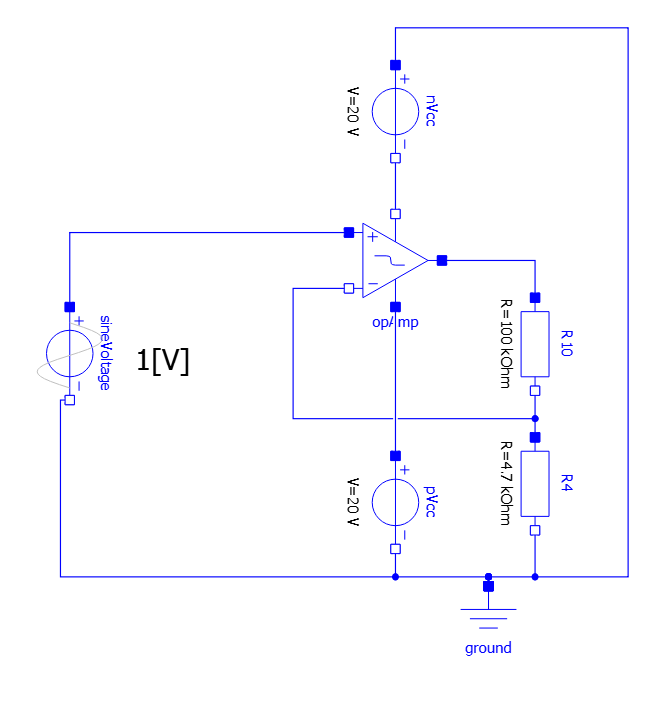 +
nVcc
V=20 V
−
+
−
opAmp
sineVoltage
+
−
1[V]
R=100 kOhm
R10
R=4.7 kOhm
R4
+
pVcc
V=20 V
−
ground